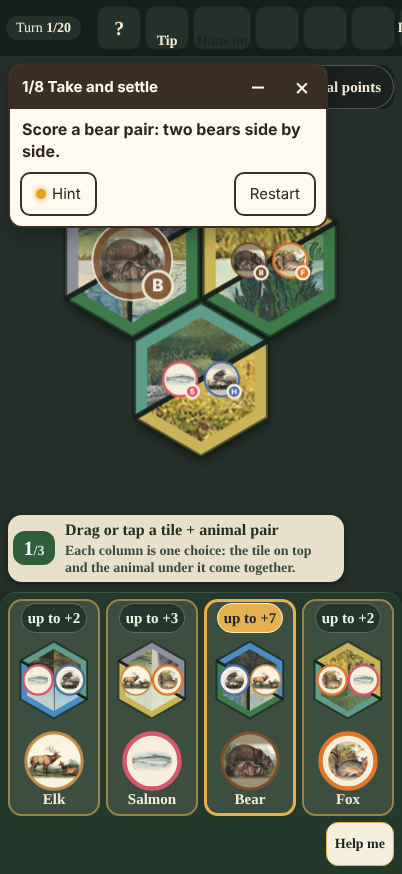 Turn 1/20
?
Tip
Hints on
al points
1/8 Take and settle
Score a bear pair: two bears side by
side.
Hint
Restart
B
B
F
S
H
1/3
Drag or tap a tile + animal pair
Each column is one choice: the tile on top
and the animal under it come together.
up to +2
up to +3
up to +7
up to +2
Elk
Salmon
Bear
Fox
Help me